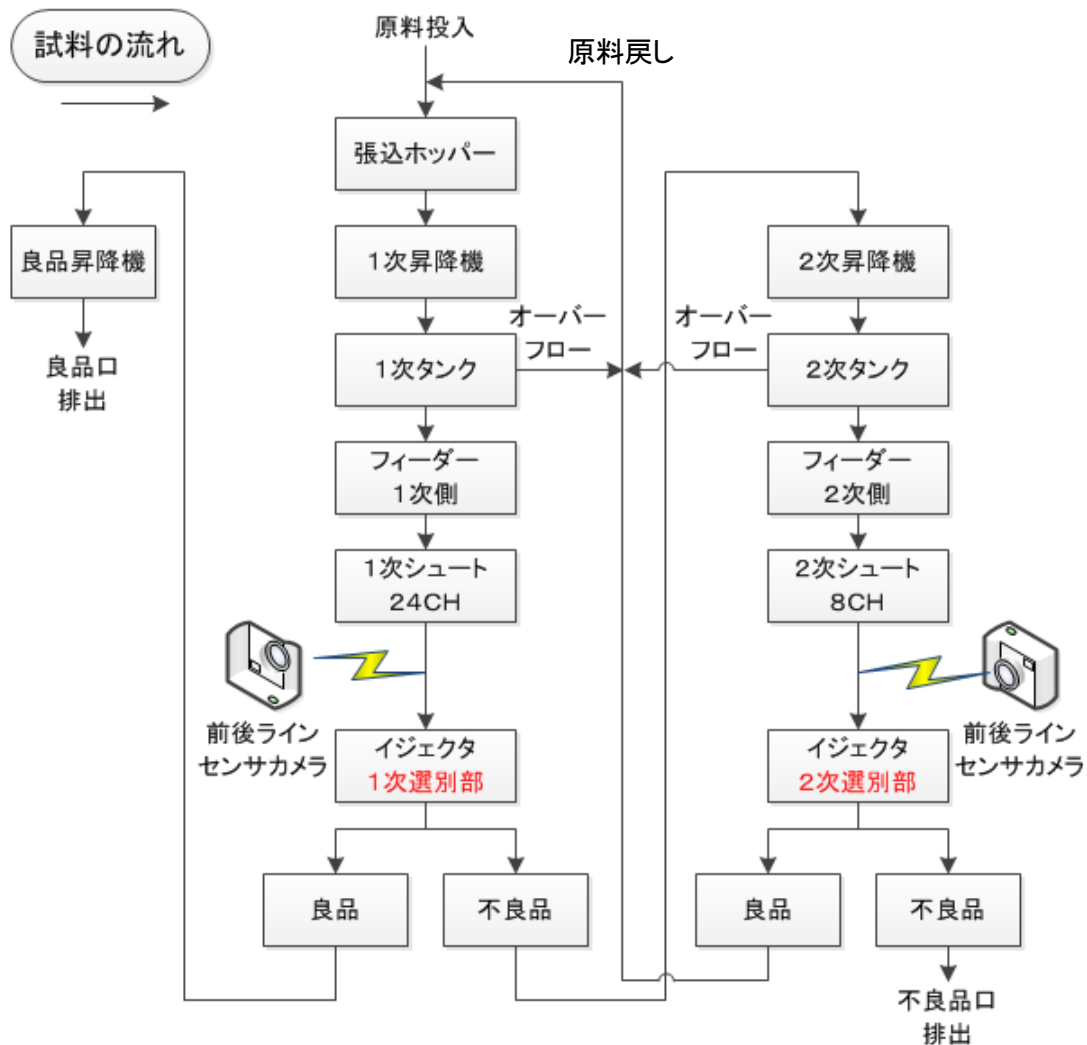 試料の流れ
原料投入
原料戻し
張込ホッパー
良品昇降機
1次昇降機
2次昇降機
オーバー
フロー
オーバー
フロー
良品口
排出
1次タンク
2次タンク
フィーダー
1次側
フィーダー
2次側
1次シュート
24CH
2次シュート
8CH
前後ライン
センサカメラ
イジェクタ
1次選別部
イジェクタ
2次選別部
前後ライン
センサカメラ
良品
不良品
良品
不良品
不良品口
排出